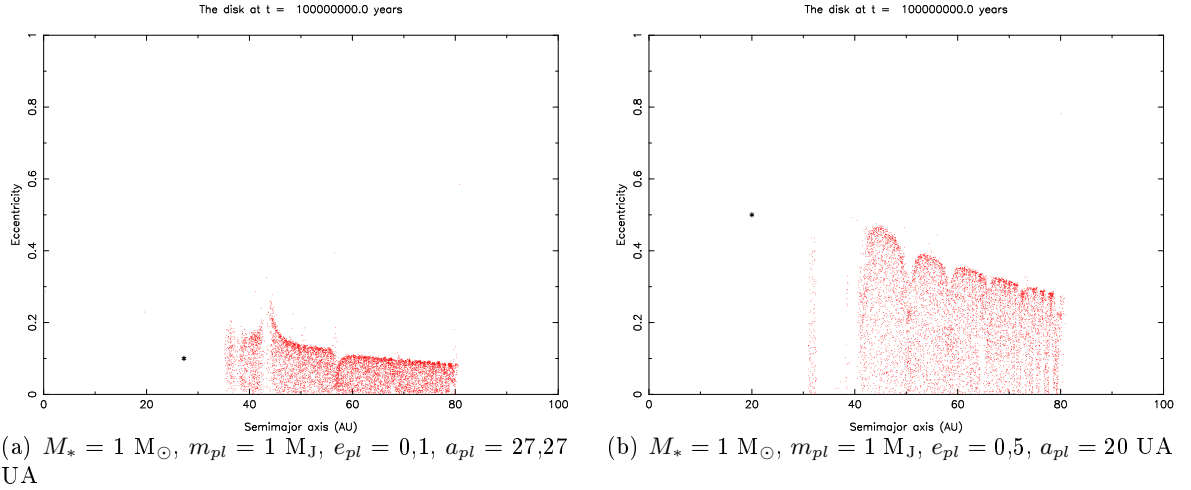 The disk at t = 100000000.0 years
Eccentricity
1
0.8
0.6
0.4
0.2
0
0 20 40 60 80 100
Semimajor axis (AU)
(a) M* = 1 M⊙, mpl = 1 MJ, epl = 0,1, apl = 27,27
UA
The disk at t = 100000000.0 years
Eccentricity
1
0.8
0.6
0.4
0.2
0
0 20 40 60 80 100
Semimajor axis (AU)
(b) M* = 1 M⊙, mpl = 1 MJ, epl = 0,5, apl = 20 UA